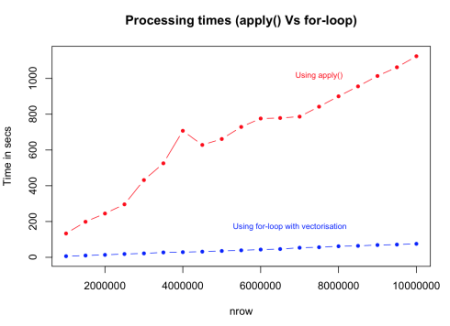 Processing times (apply() Vs for-loop)
Time in secs
1000
800
600
400
200
0
Using apply()
Using for-loop with vectorisation
2000000 4000000 6000000 8000000 10000000
nrow